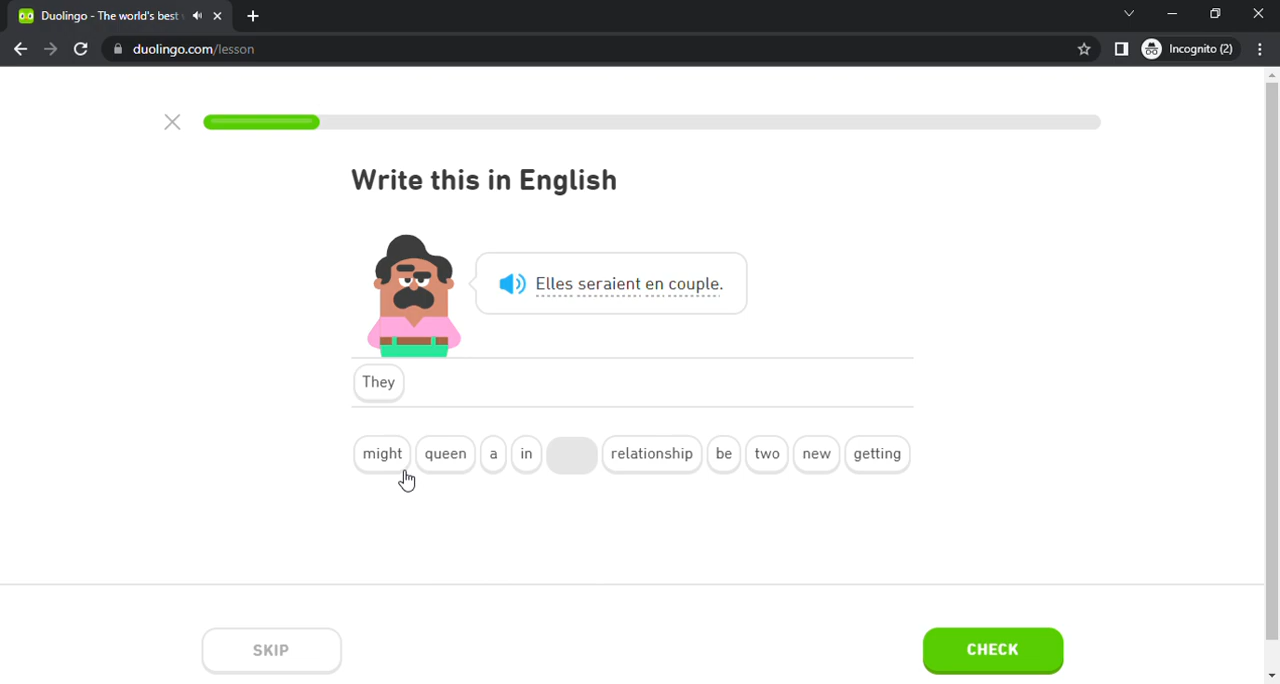 Duolingo - The world's best
duolingo.com/lesson
Incognito (2)
Write this in English
Elles seraient en couple.
They
might queen a in relationship be two new getting
SKIP
CHECK